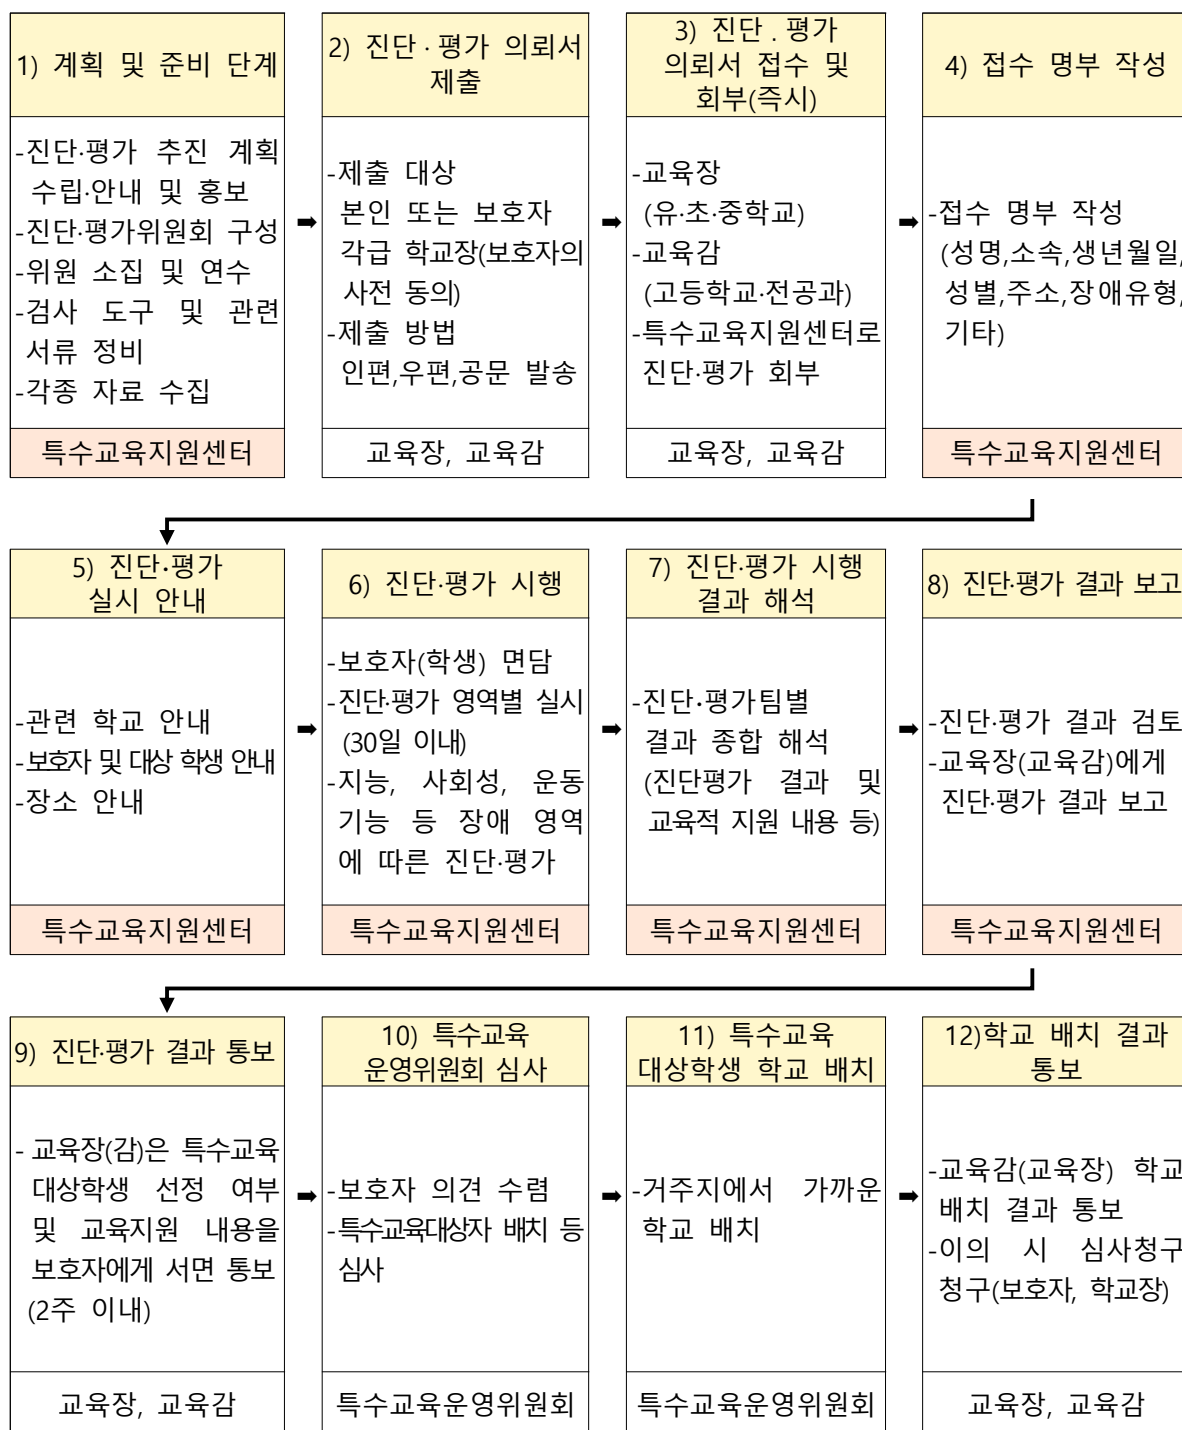 1) 계획 및 준비 단계
-진단·평가 추진 계획
수립·안내 및 홍보
-진단·평가위원회 구성
-위원 소집 및 연수
-검사 도구 및 관련
서류 정비
-각종 자료 수집
특수교육지원센터
2) 진단·평가 의뢰서
제출
-제출 대상
본인 또는 보호자
각급 학교장(보호자의
사전 동의)
-제출 방법
인편,우편,공문 발송
교육장, 교육감
3) 진단.평가
의뢰서 접수 및
회부(즉시)
-교육장
(유·초·중학교)
-교육감
(고등학교·전공과)
-특수교육지원센터로
진단·평가 회부
교육장, 교육감
4) 접수 명부 작성
-접수 명부 작성
(성명,소속,생년월일,
성별,주소,장애유형,
기타)
특수교육지원센터
5) 진단·평가
실시 안내
-관련 학교 안내
-보호자 및 대상 학생 안내
-장소 안내
특수교육지원센터
6) 진단·평가 시행
-보호자(학생) 면담
-진단·평가 영역별 실시
(30일 이내)
-지능, 사회성, 운동
기능 등 장애 영역
에 따른 진단·평가
특수교육지원센터
7) 진단·평가 시행
결과 해석
-진단·평가팀별
결과 종합 해석
(진단평가 결과 및
교육적 지원 내용 등)
특수교육지원센터
8) 진단·평가 결과 보고
-진단·평가 결과 검토
-교육장(교육감)에게
진단·평가 결과 보고
특수교육지원센터
9) 진단·평가 결과 통보
- 교육장(감)은 특수교육
대상학생 선정 여부
및 교육지원 내용을
보호자에게 서면 통보
(2주 이내)
교육장, 교육감
10) 특수교육
운영위원회 심사
-보호자 의견 수렴
-특수교육대상자 배치 등
심사
특수교육운영위원회
11) 특수교육
대상학생 학교 배치
-거주지에서 가까운
학교 배치
특수교육운영위원회
12)학교 배치 결과
통보
-교육감(교육장) 학교
배치 결과 통보
-이의 시 심사청구
청구(보호자, 학교장)
교육장, 교육감